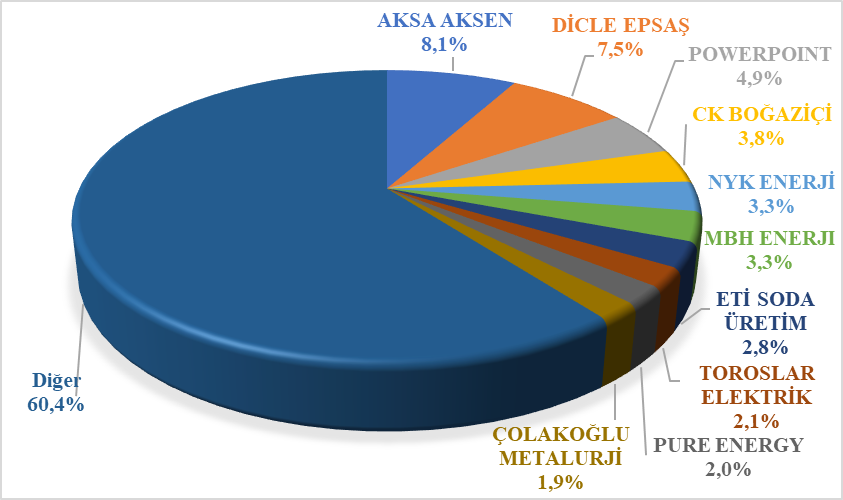 AKSA AKSEN
8,1%
DİCLE EPSAŞ
7,5%
POWERPOINT
4,9%
CK BOĞAZİÇİ
3,8%
NYK ENERJİ
3,3%
MBH ENERJI
3,3%
ETİ SODA
ÜRETİM
2,8%
TOROSLAR
ELEKTRİK
2,1%
PURE ENERGY
2,0%
ÇOLAKOĞLU
METALURJİ
1,9%
Diğer
60,4%